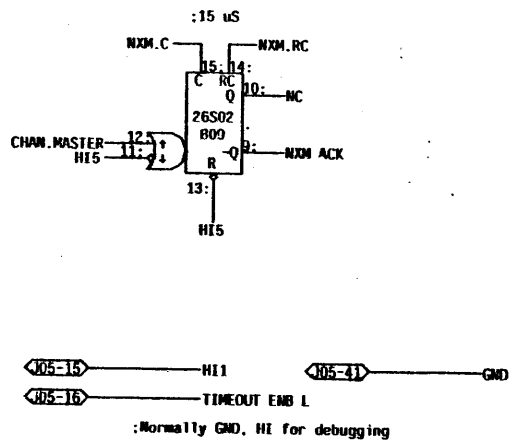 ;15 uS
NXM.C
NXM.RC
15: 14:
C RC
Q
10:
NC
26S02
B09
CHAN.MASTER
12:
HI5
11:
-Q
9:
NXM ACK
R
13:
HI5
J05-15
HI1
J05-41
GND
J05-16
TIMEOUT ENB L
;Normally GND, HI for debugging